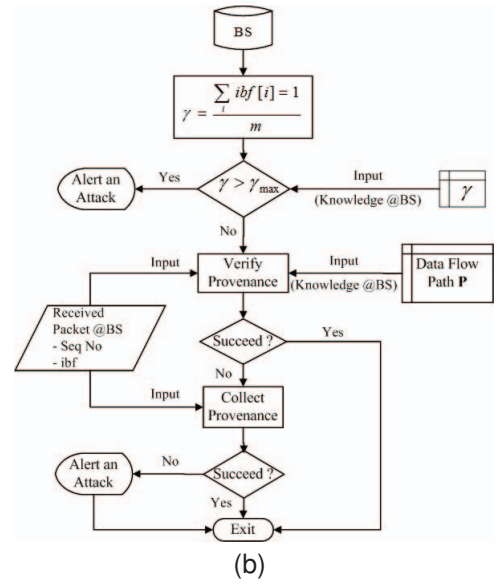 BS
γ = ∑ i ibf [i] = 1 / m
Alert an
Attack
Yes
γ > γmax
Input
(Knowledge @BS)
γ
No
Input
Verify
Provenance
Input
(Knowledge @BS)
Data Flow
Path P
Received
Packet @BS
- Seq No
- ibf
Succeed ?
Yes
No
Input
Collect
Provenance
Alert an
Attack
No
Succeed ?
Yes
Exit
(b)